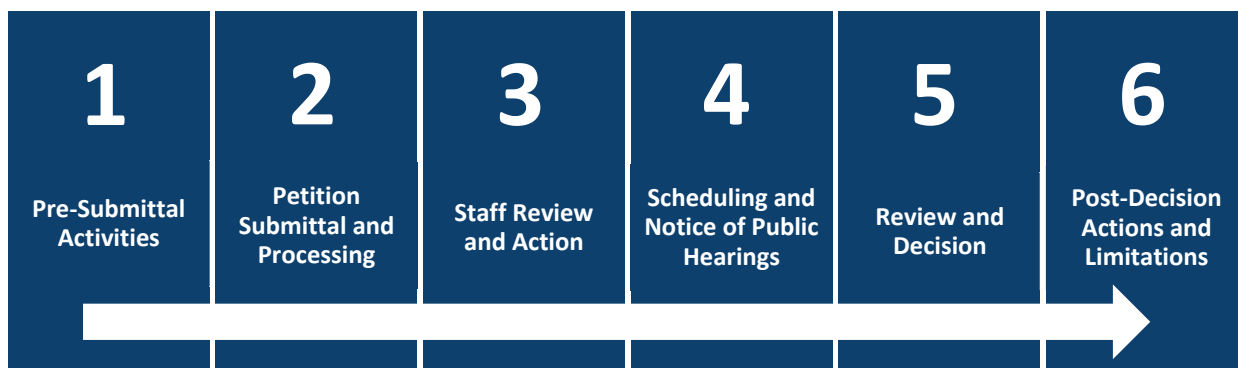 1
Pre-Submittal
Activities
2
Petition
Submittal and
Processing
3
Staff Review
and Action
4
Scheduling and
Notice of Public
Hearings
5
Review and
Decision
6
Post-Decision
Actions and
Limitations